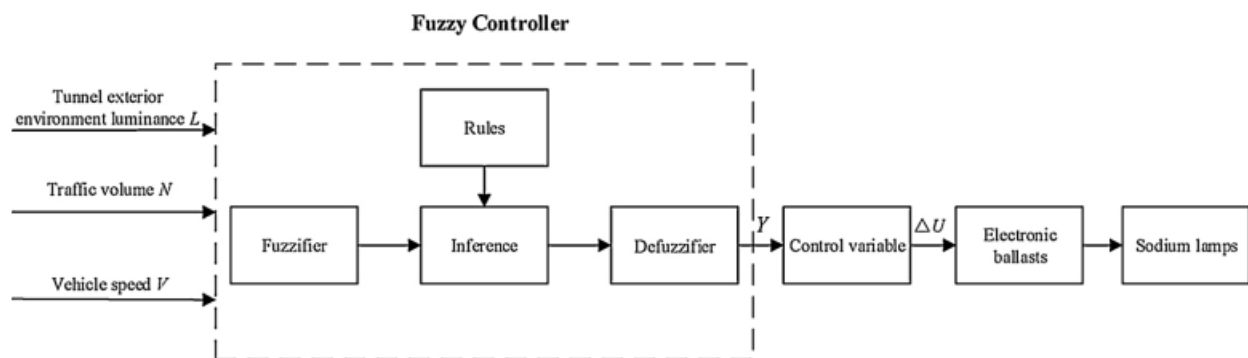 Fuzzy Controller
Tunnel exterior
environment luminance L
Rules
Traffic volume N
Fuzzifier
Inference
Defuzzifier
Y
Control variable
△U
Electronic
ballasts
Sodium lamps
Vehicle speed V